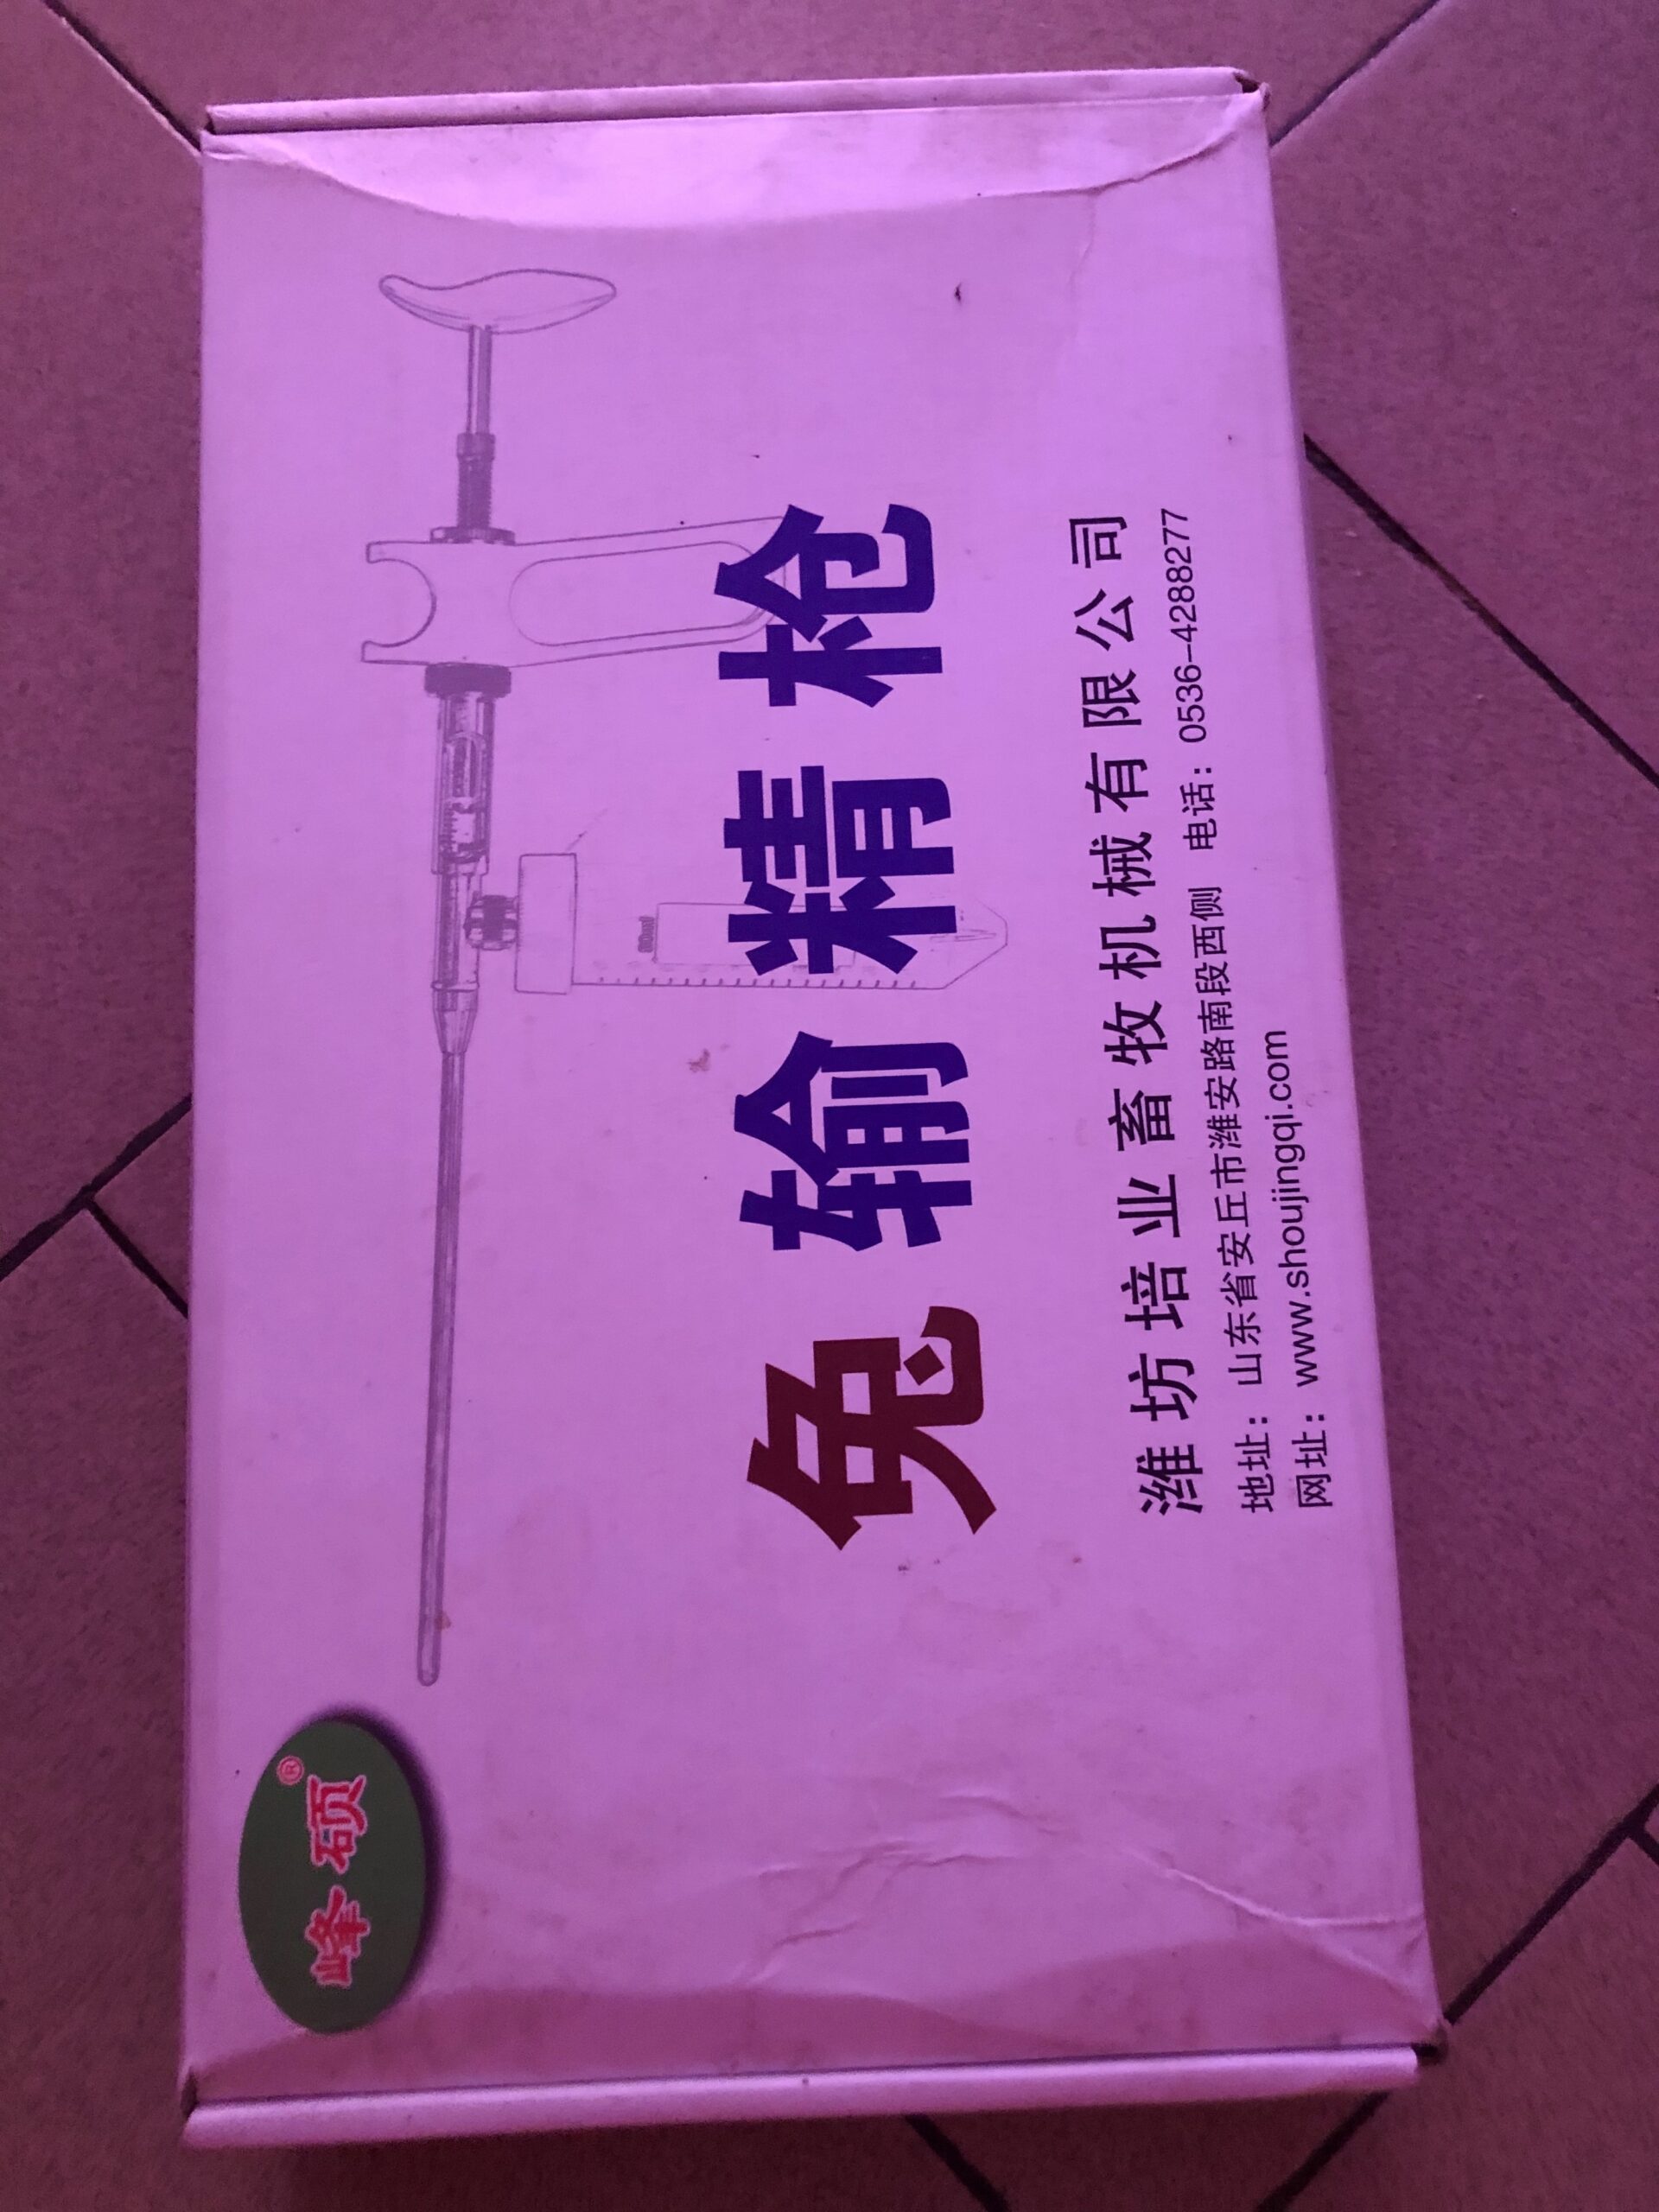 峰硕®
80ml
兔输精枪
潍坊培业畜牧机械有限公司
地址：山东省安丘市潍安路南段西侧 电话：0536-4288277
网址：www.shoujingqi.com